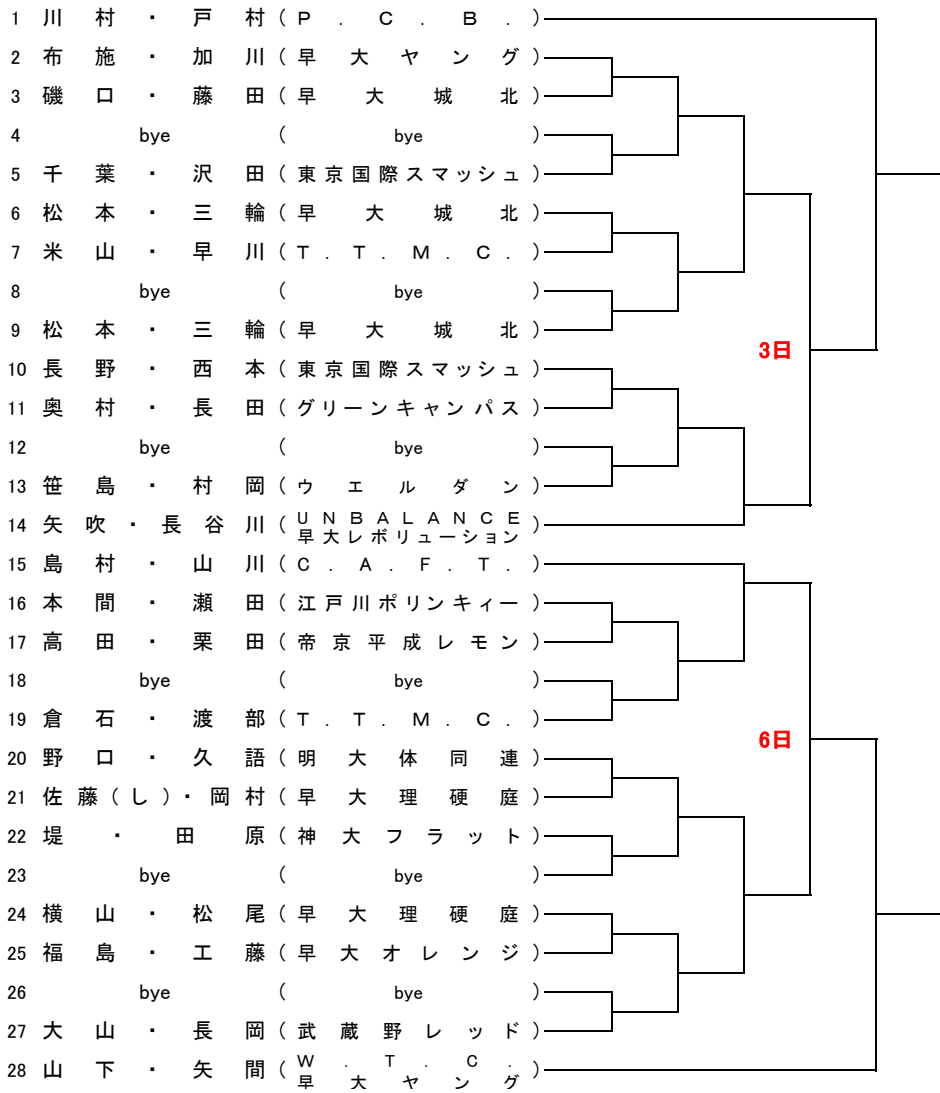 1 川村・戸村(P.C.B.)
2 布施・加川(早大ヤング)
3 磯口・藤田(早大城北)
4 bye (bye)
5 千葉・沢田(東京国際スマッシュ)
6 松本・三輪(早大城北)
7 米山・早川(T.T.M.C.)
8 bye (bye)
9 松本・三輪(早大城北)
3日
10 長野・西本(東京国際スマッシュ)
11 奥村・長田(グリーンキャンパス)
12 bye (bye)
13 笹島・村岡(ウエルダン)
14 矢吹・長谷川(UNBALANCE
早大レボリューション)
15 島村・山川(C.A.F.T.)
16 本間・瀬田(江戸川ポリンキィー)
17 高田・栗田(帝京平成レモン)
18 bye (bye)
19 倉石・渡部(T.T.M.C.)
6日
20 野口・久語(明大体同連)
21 佐藤(し)・岡村(早大理硬庭)
22 堤・田原(神大フラット)
23 bye (bye)
24 横山・松尾(早大理硬庭)
25 福島・工藤(早大オレンジ)
26 bye (bye)
27 大山・長岡(武蔵野レッド)
28 山下・矢間(W.T.C.
早大ヤング)